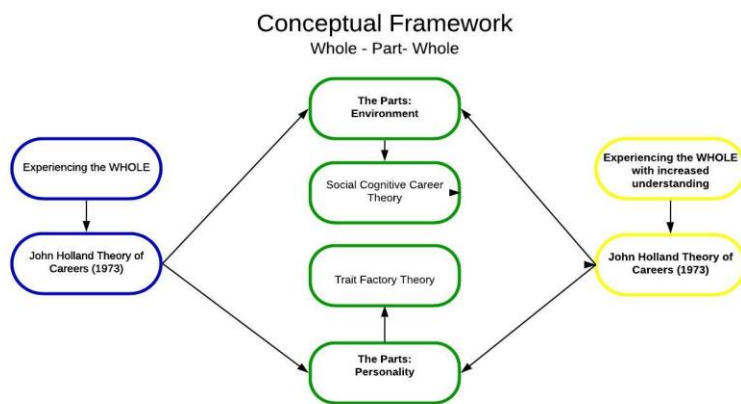 Conceptual Framework
Whole - Part- Whole
Experiencing the WHOLE
John Holland Theory of
Careers (1973)
The Parts:
Environment
Social Cognitive Career
Theory
Trait Factory Theory
The Parts:
Personality
Experiencing the WHOLE
with increased
understanding
John Holland Theory of
Careers (1973)